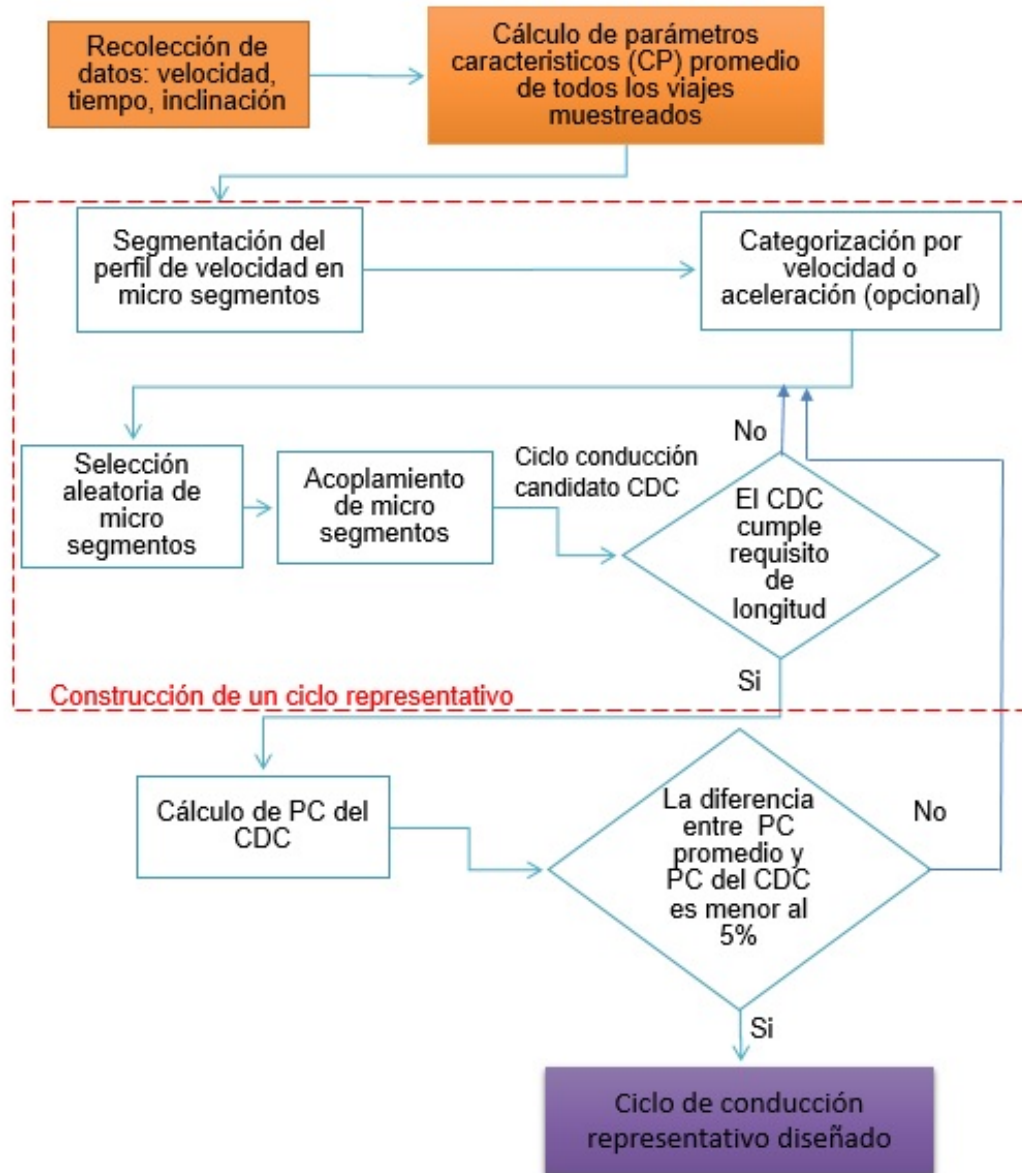 Recolección de
datos: velocidad,
tiempo, inclinación
Cálculo de parámetros
caracteristicos (CP) promedio
de todos los viajes
muestreados
Segmentación del
perfil de velocidad en
micro segmentos
Categorización por
velocidad o
aceleración (opcional)
Selección
aleatoria de
micro
segmentos
Acoplamiento
de micro
segmentos
Ciclo conducción
candidato CDC
No
El CDC
cumple
requisito
de
longitud
Si
Construcción de un ciclo representativo
Cálculo de PC del
CDC
La diferencia
entre PC
promedio y
PC del CDC
es menor al
5%
No
Si
Ciclo de conducción
representativo diseñado